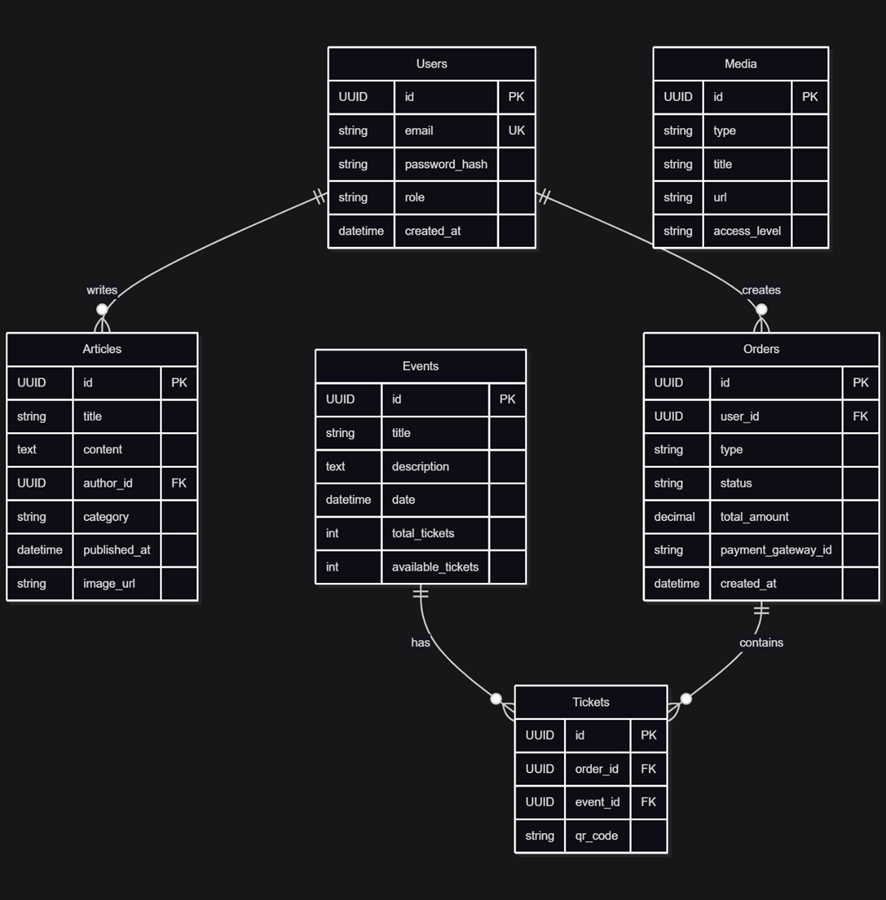 Users
UUID id PK
string email UK
string password_hash
string role
datetime created_at
Media
UUID id PK
string type
string title
string url
string access_level
writes
creates
Articles
UUID id PK
string title
text content
UUID author_id FK
string category
datetime published_at
string image_url
Events
UUID id PK
string title
text description
datetime date
int total_tickets
int available_tickets
Orders
UUID id PK
UUID user_id FK
string type
string status
decimal total_amount
string payment_gateway_id
datetime created_at
has
contains
Tickets
UUID id PK
UUID order_id FK
UUID event_id FK
string qr_code